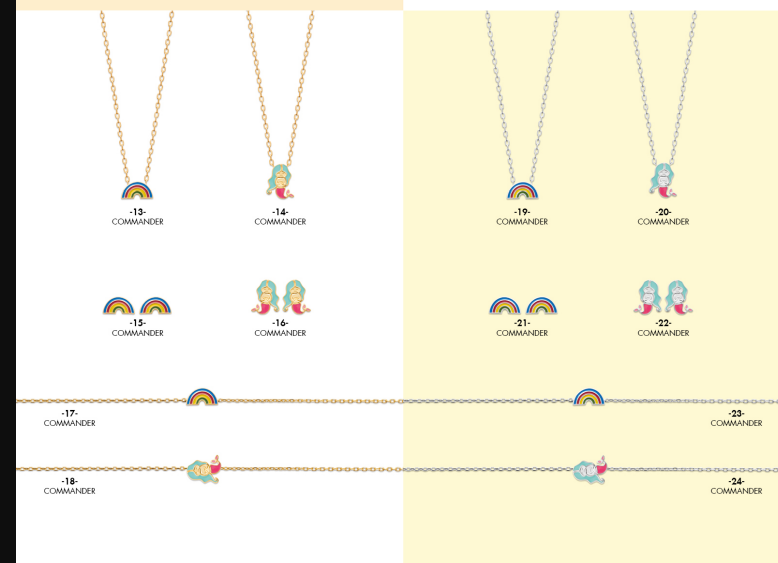 -13-
COMMANDER
-14-
COMMANDER
-19-
COMMANDER
-20-
COMMANDER
-15-
COMMANDER
-16-
COMMANDER
-21-
COMMANDER
-22-
COMMANDER
-17-
COMMANDER
-23-
COMMANDER
-18-
COMMANDER
-24-
COMMANDER